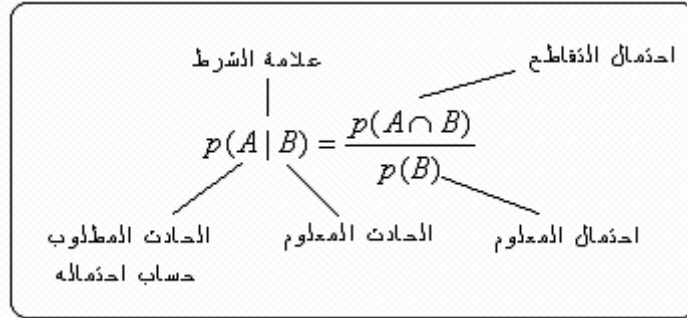 احتمال التقاطع
علامة الشرط
p(A | B) = p(A ∩ B) / p(B)
الحادث المطلوب
حساب احتماله
الحادث المعلوم
احتمال المعلوم